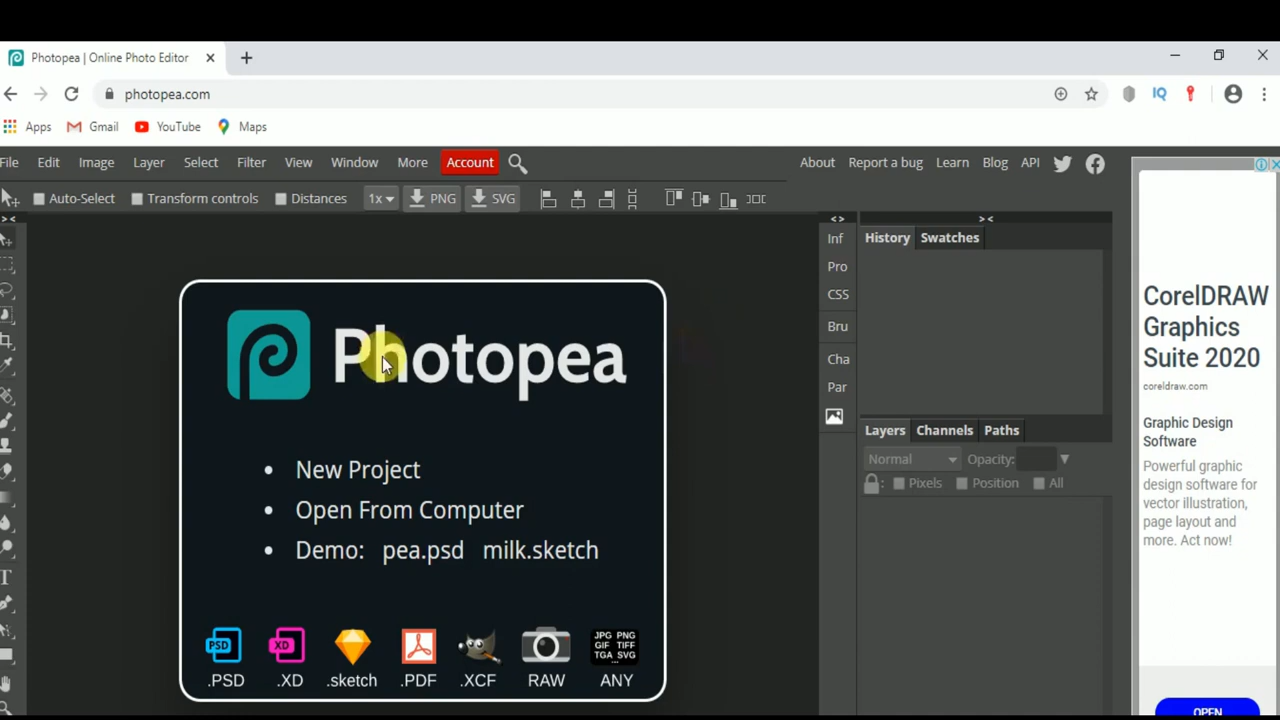 Photopea | Online Photo Editor
photopea.com
Apps Gmail YouTube Maps
File Edit Image Layer Select Filter View Window More Account About Report a bug Learn Blog API
Auto-Select Transform controls Distances 1x PNG SVG
> < < > > <
Inf
Pro
CSS
Bru
Cha
Par
History Swatches
Layers Channels Paths
Normal Opacity:
: Pixels Position All
Photopea
New Project
Open From Computer
Demo: pea.psd milk.sketch
PSD XD JPG PNG
GIF TIFF
TGA SVG
...
.PSD .XD .sketch .PDF .XCF RAW ANY
CorelDRAW
Graphics
Suite 2020
coreldraw.com
Graphic Design
Software
Powerful graphic
design software for
vector illustration,
page layout and
more. Act now!
OPEN